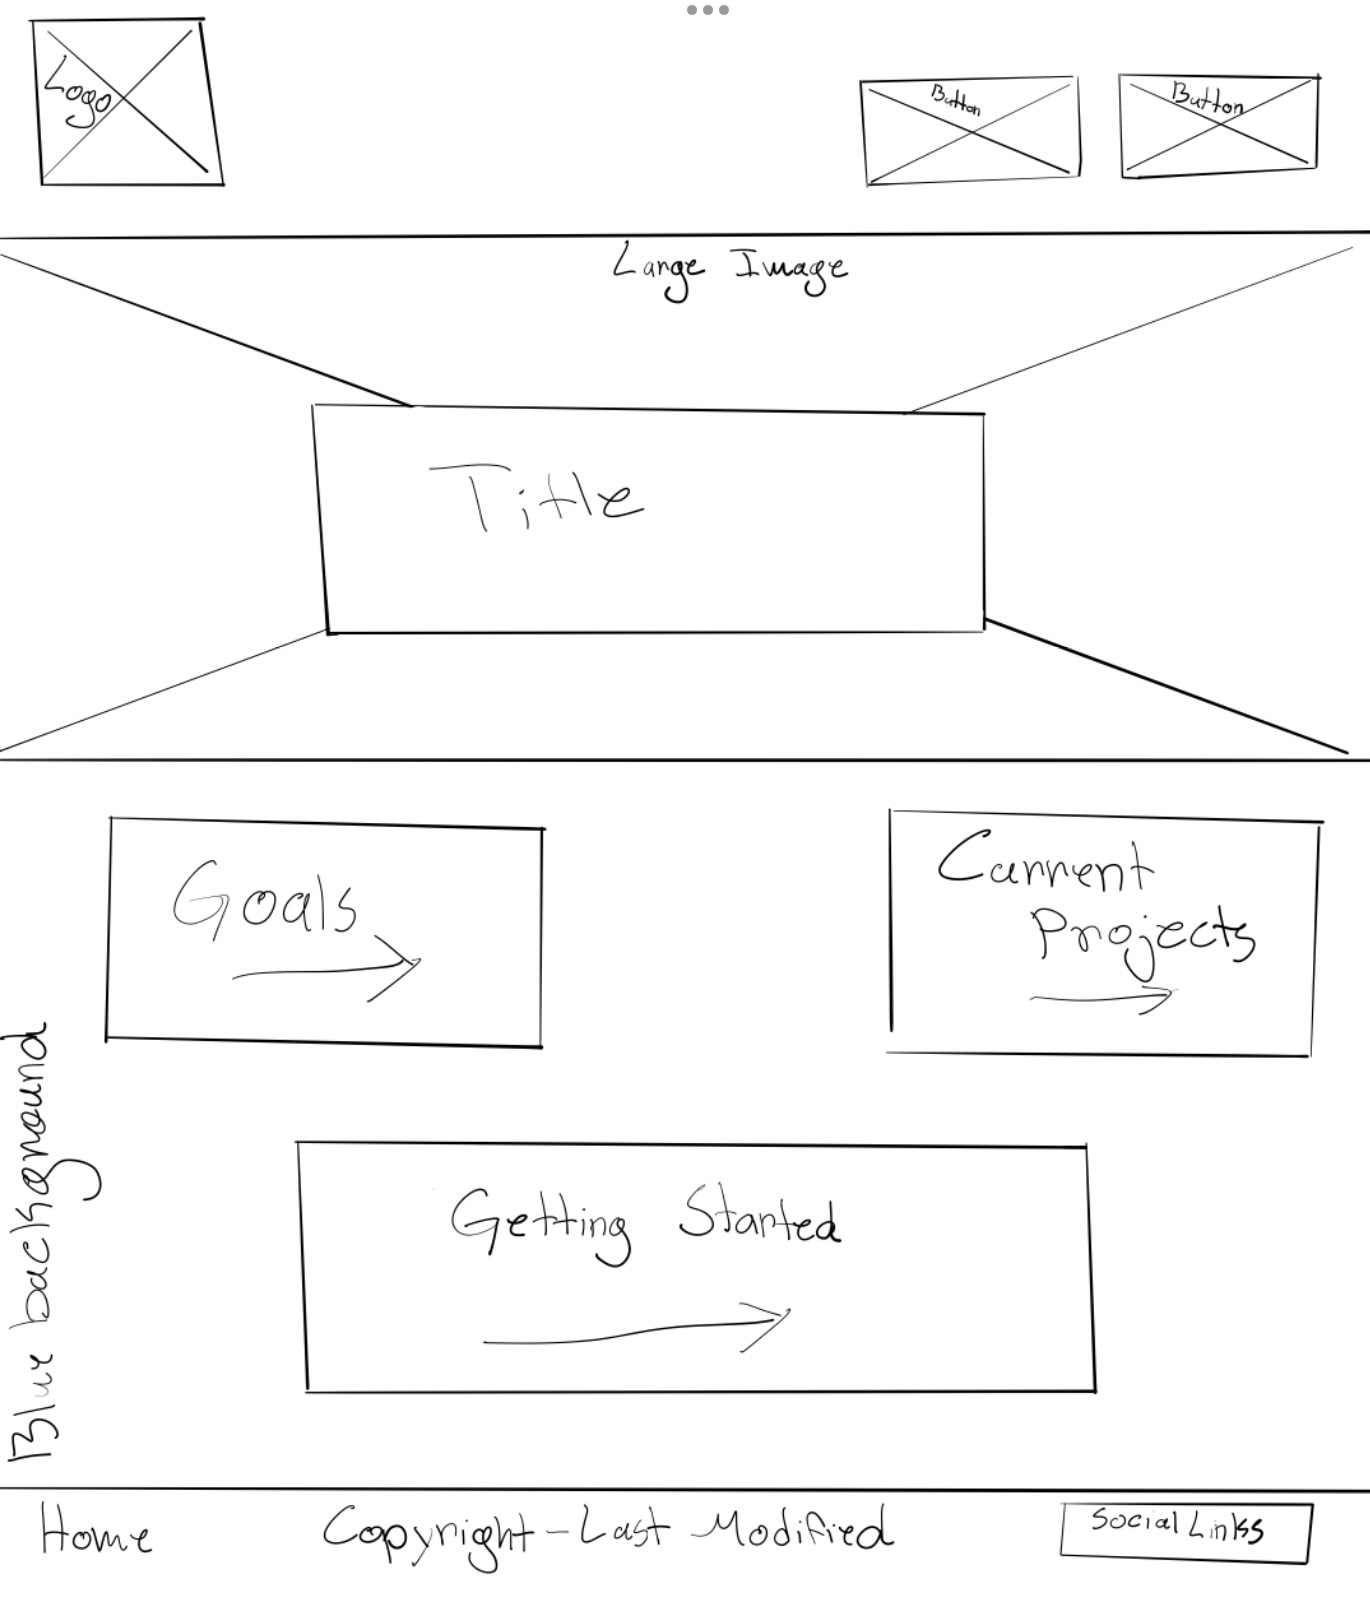 Logo
Button
Button
Large Image
Title
Goals
Current
Projects
Blue background
Getting Started
Home
Copyright - Last Modified
Social Links